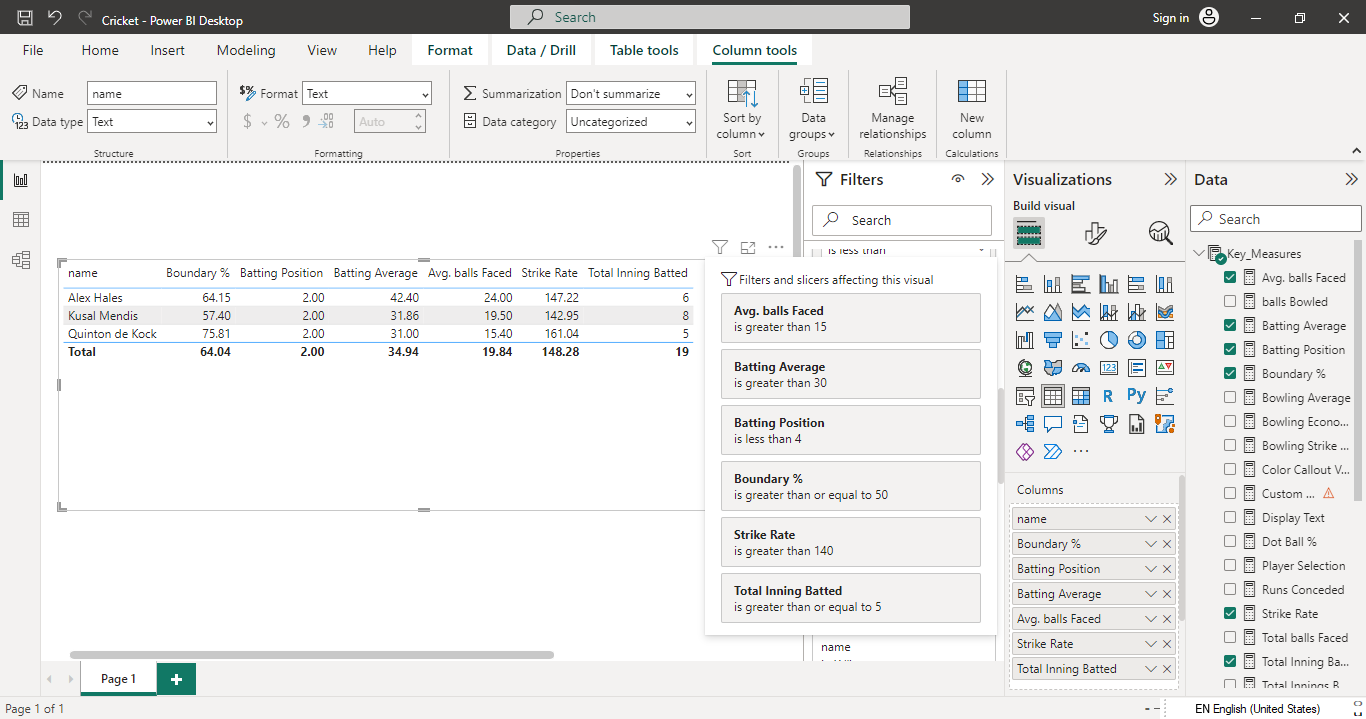 Cricket - Power BI Desktop
Search
Sign in
File Home Insert Modeling View Help Format Data / Drill Table tools Column tools
Name name
Data type Text
Structure
$% Format Text
$ % Auto
Formatting
Summarization Don't summarize
Data category Uncategorized
Properties
Sort by
column
Sort
Data
groups
Groups
Manage
relationships
Relationships
New
column
Calculations
name Boundary % Batting Position Batting Average Avg. balls Faced Strike Rate Total Inning Batted
Alex Hales 64.15 2.00 42.40 24.00 147.22 6
Kusal Mendis 57.40 2.00 31.86 19.50 142.95 8
Quinton de Kock 75.81 2.00 31.00 15.40 161.04 5
Total 64.04 2.00 34.94 19.84 148.28 19
Filters
Search
is less than
Filters and slicers affecting this visual
Avg. balls Faced
is greater than 15
Batting Average
is greater than 30
Batting Position
is less than 4
Boundary %
is greater than or equal to 50
Strike Rate
is greater than 140
Total Inning Batted
is greater than or equal to 5
name
Visualizations
Build visual
123
R Py
Columns
name
Boundary %
Batting Position
Batting Average
Avg. balls Faced
Strike Rate
Total Inning Batted
Data
Search
Key_Measures
Avg. balls Faced
balls Bowled
Batting Average
Batting Position
Boundary %
Bowling Average
Bowling Econo...
Bowling Strike ...
Color Callout V...
Custom ...
Display Text
Dot Ball %
Player Selection
Runs Conceded
Strike Rate
Total balls Faced
Total Inning Ba...
Total Innings B...
Page 1
Page 1 of 1
EN English (United States)